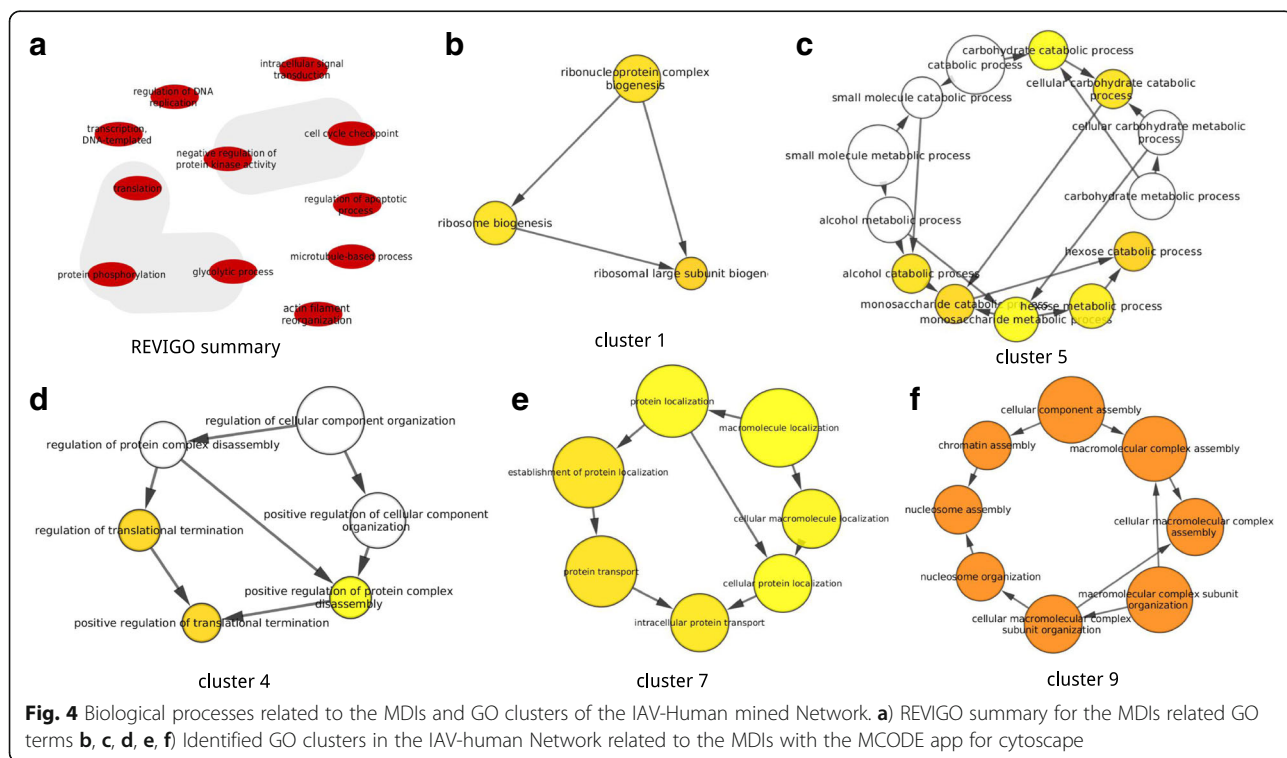 a
intracellular signal
transduction
regulation of DNA
replication
transcription,
DNA-templated
cell cycle checkpoint
negative regulation of
protein kinase activity
translation
regulation of apoptotic
process
microtubule-based process
protein phosphorylation
glycolytic process
actin filament
reorganization
REVIGO summary
b
ribonucleoprotein complex
biogenesis
ribosome biogenesis
ribosomal large subunit biogen
cluster 1
c
carbohydrate catabolic process
catabolic process
cellular carbohydrate catabolic
process
small molecule catabolic process
cellular carbohydrate metabolic
process
small molecule metabolic process
carbohydrate metabolic process
alcohol metabolic process
hexose catabolic process
alcohol catabolic process
monosaccharide catabolic process
hexose metabolic process
monosaccharide metabolic process
cluster 5
d
regulation of cellular component organization
regulation of protein complex disassembly
positive regulation of cellular component
organization
regulation of translational termination
positive regulation of protein complex
disassembly
positive regulation of translational termination
cluster 4
e
protein localization
macromolecule localization
establishment of protein localization
cellular macromolecule localization
protein transport
cellular protein localization
intracellular protein transport
cluster 7
f
cellular component assembly
chromatin assembly
macromolecular complex assembly
nucleosome assembly
cellular macromolecular complex
assembly
nucleosome organization
macromolecular complex subunit
organization
cellular macromolecular complex
subunit organization
cluster 9
Fig. 4 Biological processes related to the MDIs and GO clusters of the IAV-Human mined Network. a) REVIGO summary for the MDIs related GO
terms b, c, d, e, f) Identified GO clusters in the IAV-human Network related to the MDIs with the MCODE app for cytoscape